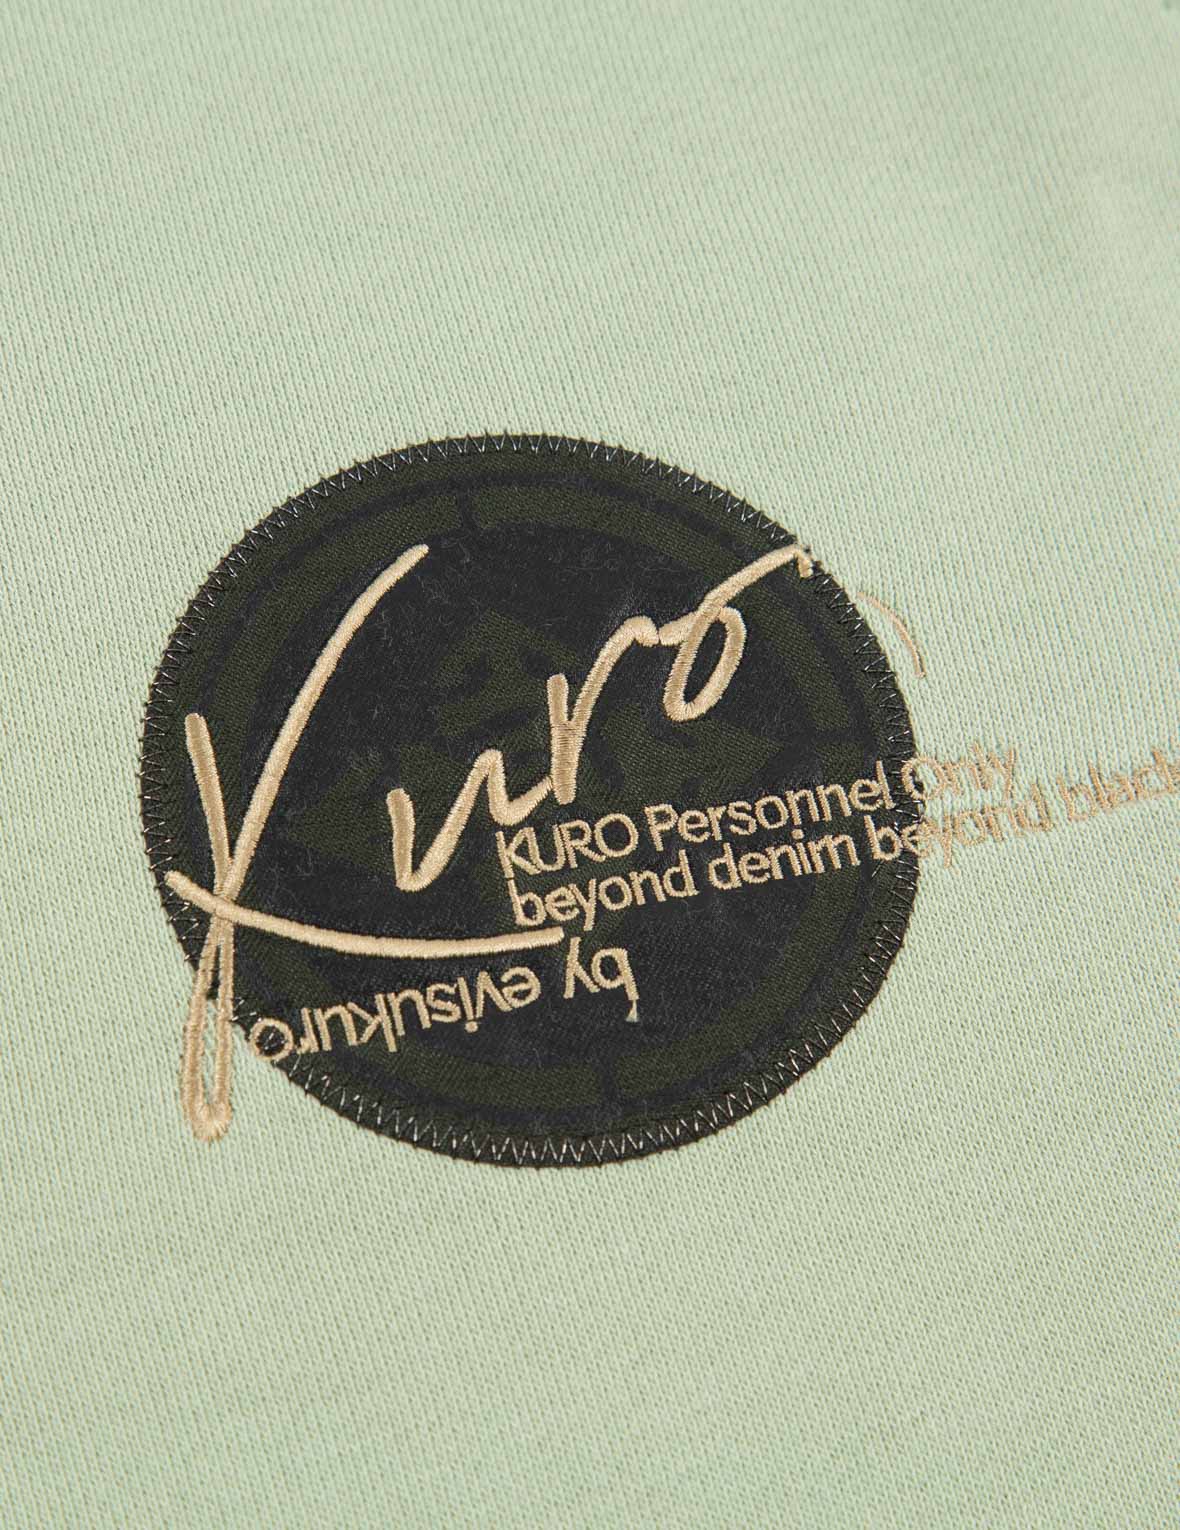 Kuro
KURO Personnel Only
beyond denim beyond black
by evisukuro